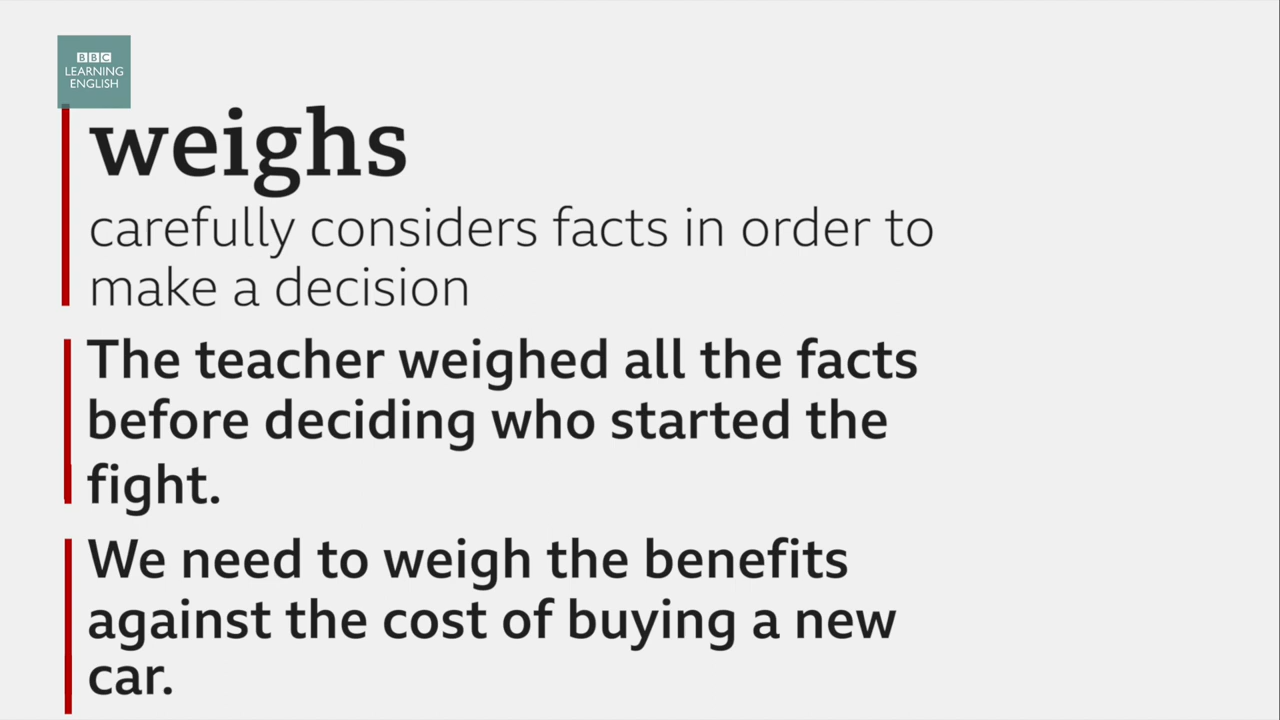 BBC
LEARNING
ENGLISH
weighs
carefully considers facts in order to
make a decision
The teacher weighed all the facts
before deciding who started the
fight.
We need to weigh the benefits
against the cost of buying a new
car.